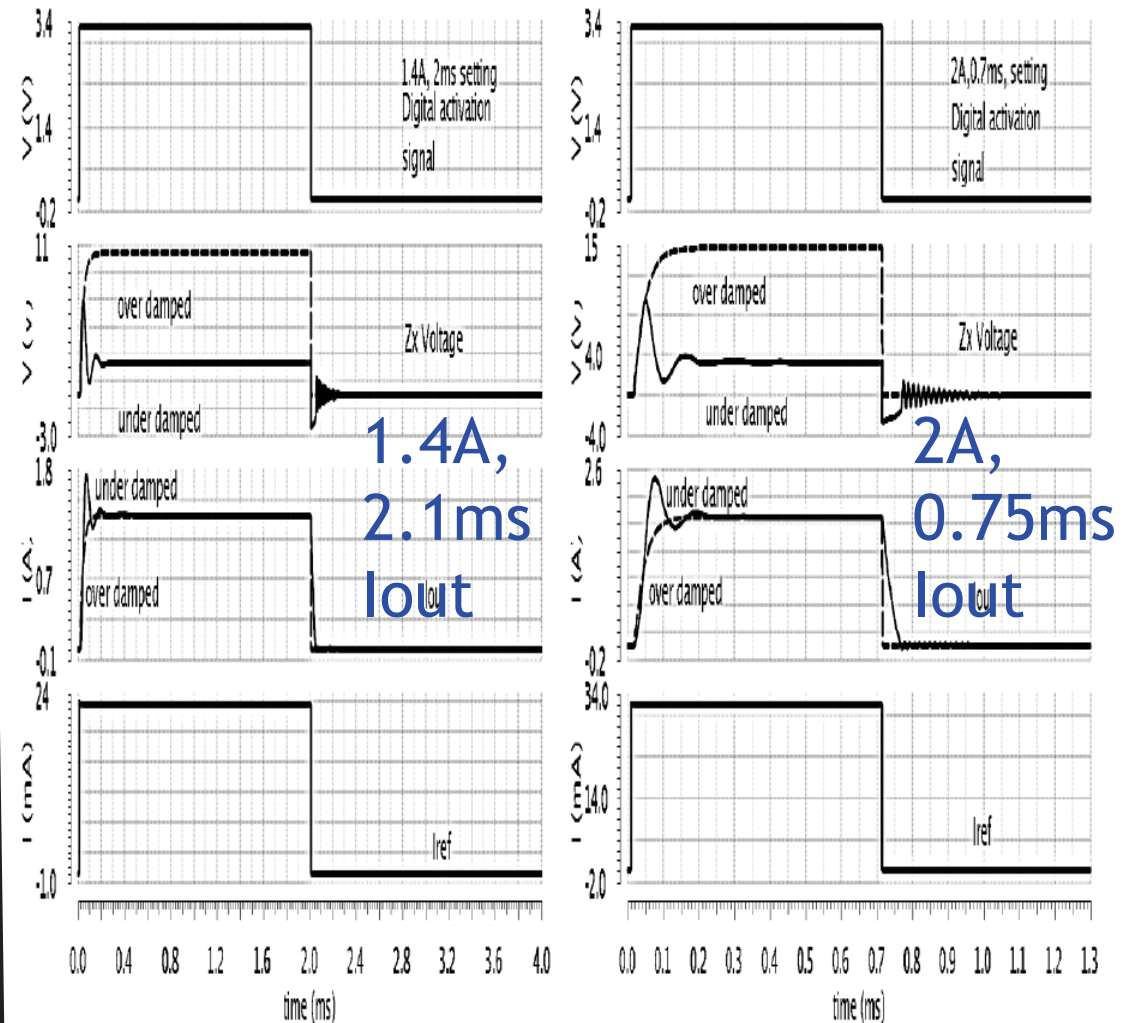 3.4
V (V)
1.4
-0.2
1.4A, 2ms setting
Digital activation
signal
11
V (V)
-3.0
over damped
under damped
Zx Voltage
1.8
I (A)
0.7
-0.1
under damped
over damped
1.4A,
2.1ms
Iout
24
I (mA)
-1.0
Iref
0.0 0.4 0.8 1.2 1.6 2.0 2.4 2.8 3.2 3.6 4.0
time (ms)
3.4
V (V)
1.4
-0.2
2A,0.7ms, setting
Digital activation
signal
15
V (V)
4.0
-4.0
over damped
under damped
Zx Voltage
2.6
I (A)
-0.2
under damped
over damped
2A,
0.75ms
Iout
34.0
I (mA)
14.0
-2.0
Iref
0.0 0.1 0.2 0.3 0.4 0.5 0.6 0.7 0.8 0.9 1.0 1.1 1.2 1.3
time (ms)